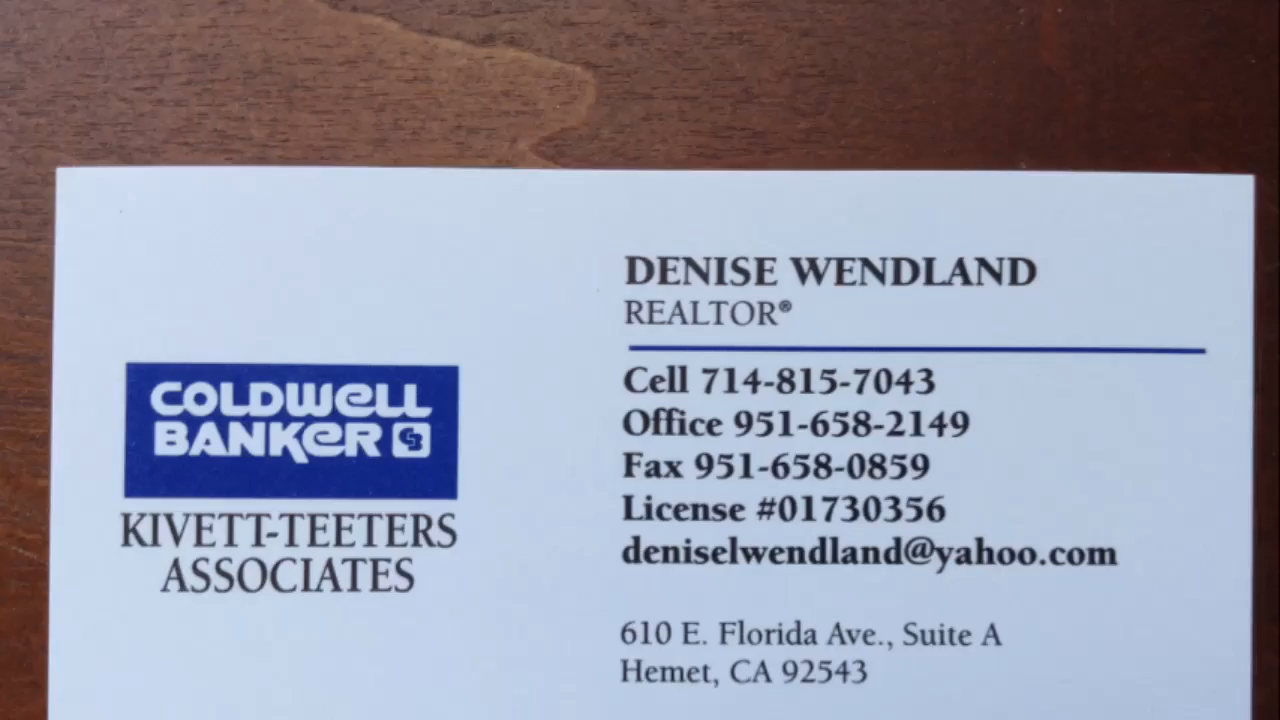 DENISE WENDLAND
REALTOR®
Cell 714-815-7043
Office 951-658-2149
Fax 951-658-0859
License #01730356
deniselwendland@yahoo.com
610 E. Florida Ave., Suite A
Hemet, CA 92543
COLDWELL
BANKER CB
KIVETT-TEETERS
ASSOCIATES